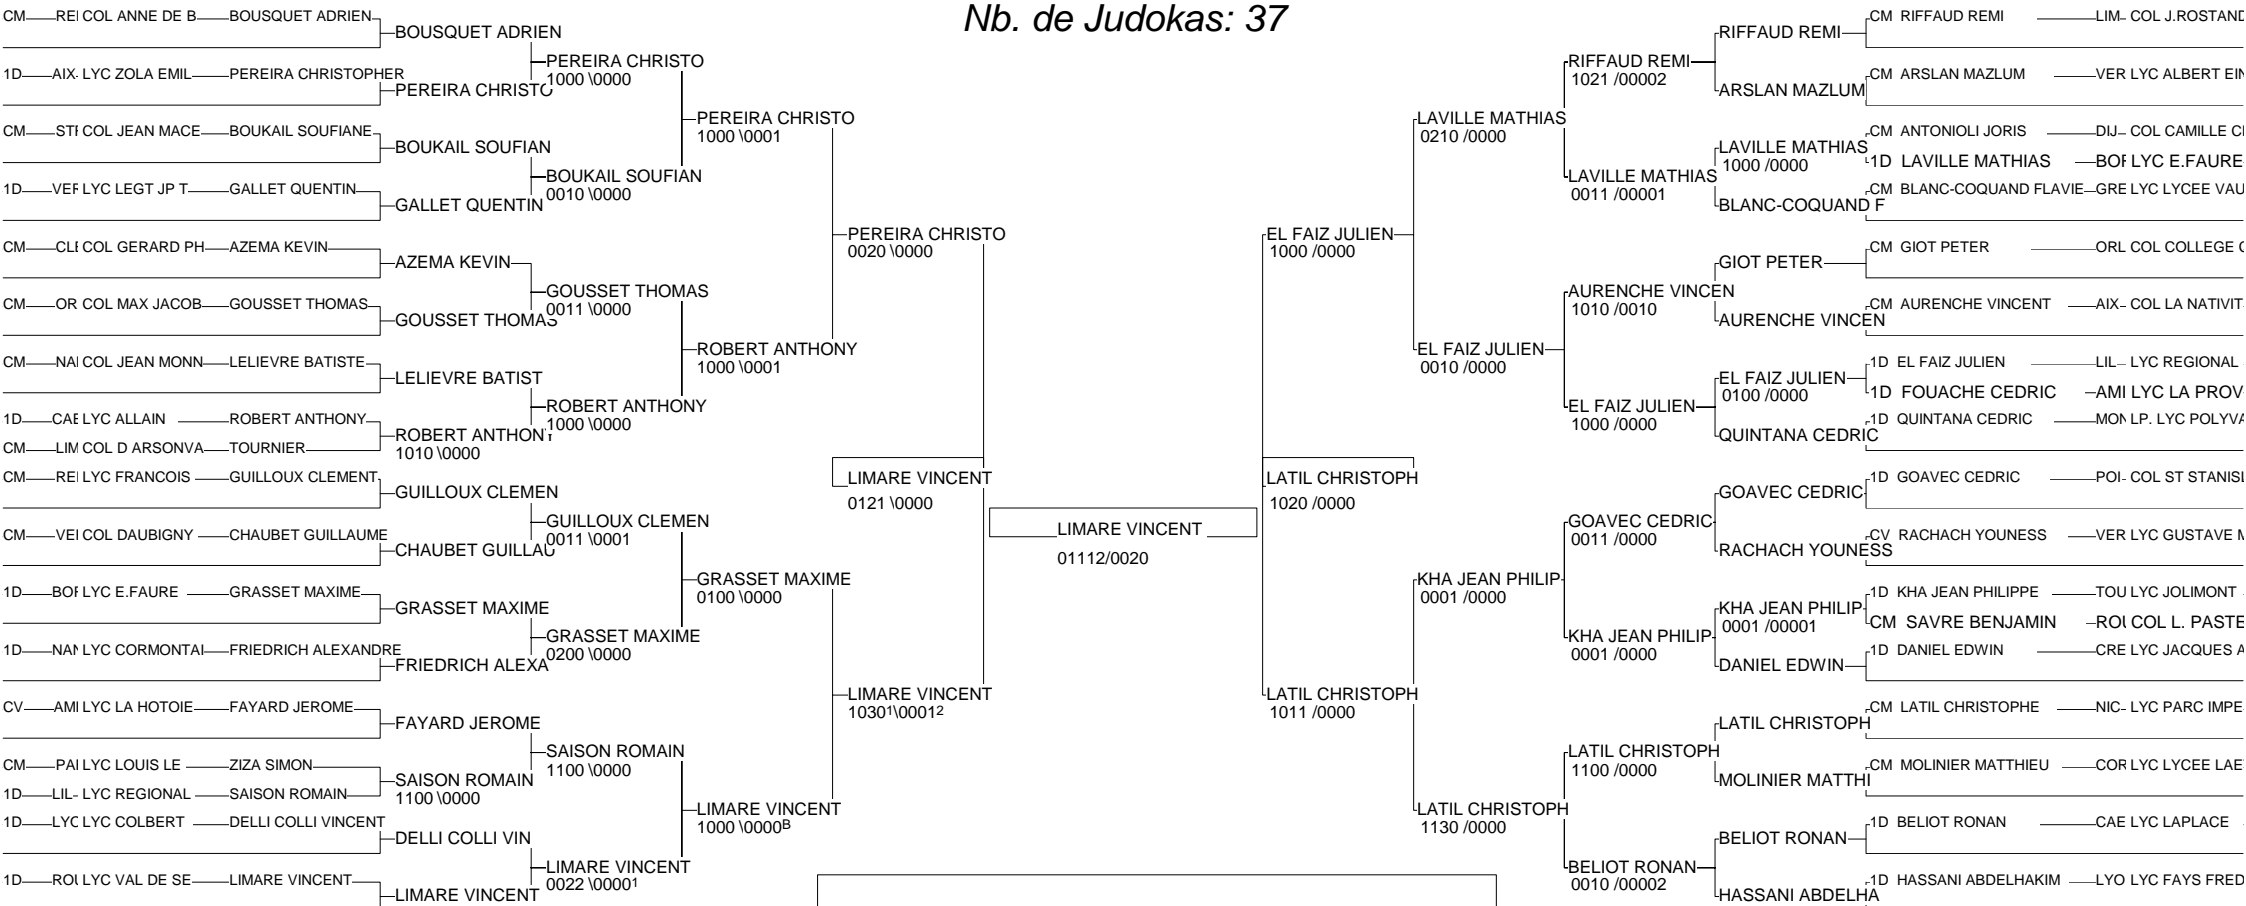 Nb. de Judokas: 37
CM REI COL ANNE DE B BOUSQUET ADRIEN
1D AIX- LYC ZOLA EMIL PEREIRA CHRISTOPHER
CM COL JEAN MACE BOUKAIL SOUFIANE
1D LYC LEGT JP T GALLET QUENTIN
CM COL GERARD PH AZEMA KEVIN
CM OR COL MAX JACOB GOUSSET THOMAS
CM COL JEAN MONN LELIEVRE BATISTE
1D LYC ALLAIN ROBERT ANTHONY
CM LIM COL D ARSONVA TOURNIER
CM LYC FRANCOIS GUILLOUX CLEMENT
CM COL DAUBIGNY CHAUBET GUILLAUME
1D LYC E.FAURE GRASSET MAXIME
1D LYC CORMONTAI FRIEDRICH ALEXANDRE
CV AMI LYC LA HOTOIE FAYARD JEROME
CM PAI LYC LOUIS LE ZIZA SIMON
1D LIL- LYC REGIONAL SAISON ROMAIN
1D LYC LYC COLBERT DELLI COLLI VINCENT
1D LYC VAL DE SE LIMARE VINCENT
BOUSQUET ADRIEN
PEREIRA CHRISTO
BOUKAIL SOUFIAN
GALLET QUENTIN
AZEMA KEVIN
GOUSSET THOMAS
LELIEVRE BATIST
ROBERT ANTHONY
1010 \0000
GUILLOUX CLEMEN
CHAUBET GUILLAU
GRASSET MAXIME
FRIEDRICH ALEXA
FAYARD JEROME
SAISON ROMAIN
1100 \0000
DELLI COLLI VIN
LIMARE VINCENT
PEREIRA CHRISTO
1000 \0000
BOUKAIL SOUFIAN
0010 \0000
GOUSSET THOMAS
0011 \0000
ROBERT ANTHONY
1000 \0000
GUILLOUX CLEMEN
0011 \0001
GRASSET MAXIME
0200 \0000
SAISON ROMAIN
1100 \0000
LIMARE VINCENT
0022 \00001
PEREIRA CHRISTO
1000 \0001
ROBERT ANTHONY
1000 \0001
GRASSET MAXIME
0100 \0000
LIMARE VINCENT
1000 \0000B
PEREIRA CHRISTO
0020 \0000
LIMARE VINCENT
10301\00012
LIMARE VINCENT
0121 \0000
LIMARE VINCENT
01112/0020
LATIL CHRISTOPH
1020 /0000
EL FAIZ JULIEN
1000 /0000
LATIL CHRISTOPH
1011 /0000
LAVILLE MATHIAS
0210 /0000
EL FAIZ JULIEN
0010 /0000
KHA JEAN PHILIP
0001 /0000
LATIL CHRISTOPH
1130 /0000
RIFFAUD REMI
1021 /00002
LAVILLE MATHIAS
0011 /00001
AURENCHE VINCEN
1010 /0010
EL FAIZ JULIEN
1000 /0000
GOAVEC CEDRIC
0011 /0000
KHA JEAN PHILIP
0001 /0000
LATIL CHRISTOPH
1100 /0000
BELIOT RONAN
0010 /00002
RIFFAUD REMI
ARSLAN MAZLUM
LAVILLE MATHIAS
1000 /0000
BLANC-COQUAND F
GIOT PETER
AURENCHE VINCEN
EL FAIZ JULIEN
0100 /0000
QUINTANA CEDRIC
GOAVEC CEDRIC
RACHACH YOUNESS
KHA JEAN PHILIP
0001 /00001
DANIEL EDWIN
LATIL CHRISTOPH
MOLINIER MATTHI
BELIOT RONAN
HASSANI ABDELHA
CM RIFFAUD REMI LIM- COL J.ROSTAND
CM ARSLAN MAZLUM VER LYC ALBERT EIN
CM ANTONIOLI JORIS DIJ- COL CAMILLE
1D LAVILLE MATHIAS LYC E.FAURE
CM BLANC-COQUAND FLAVIE GRE LYC LYCEE VAU
CM GIOT PETER ORL COL COLLEGE
CM AURENCHE VINCENT AIX- COL LA NATIVIT
1D EL FAIZ JULIEN LIL- LYC REGIONAL
1D FOUACHE CEDRIC AMI LYC LA PROV
1D QUINTANA CEDRIC MON LP. LYC POLYVA
1D GOAVEC CEDRIC POI- COL ST STANISL
CV RACHACH YOUNESS VER LYC GUSTAVE
1D KHA JEAN PHILIPPE TOU LYC JOLIMONT
CM SAVRE BENJAMIN COL L. PASTE
1D DANIEL EDWIN CRE LYC JACQUES A
CM LATIL CHRISTOPHE NIC- LYC PARC IMPE
CM MOLINIER MATTHIEU COR LYC LYCEE LAE
1D BELIOT RONAN CAE LYC LAPLACE
1D HASSANI ABDELHAKIM LYO LYC FAYS FRED